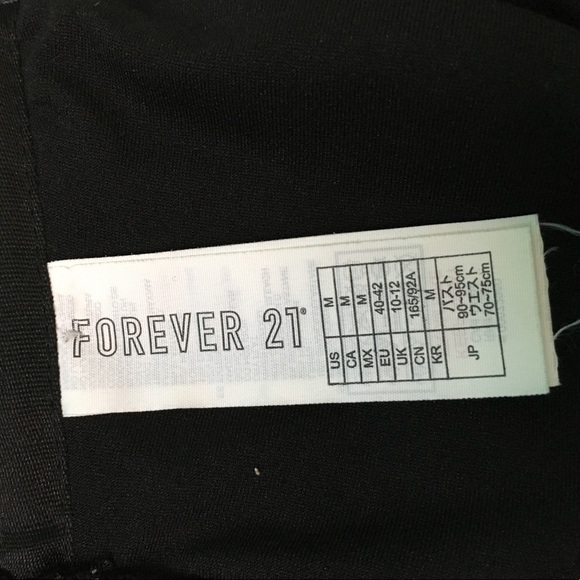 FOREVER 21®
US M
CA M
MX M
EU 40-42
UK 10-12
CN 165/92A
KR M
JP バスト
90~95cm
ウエスト
70~75cm